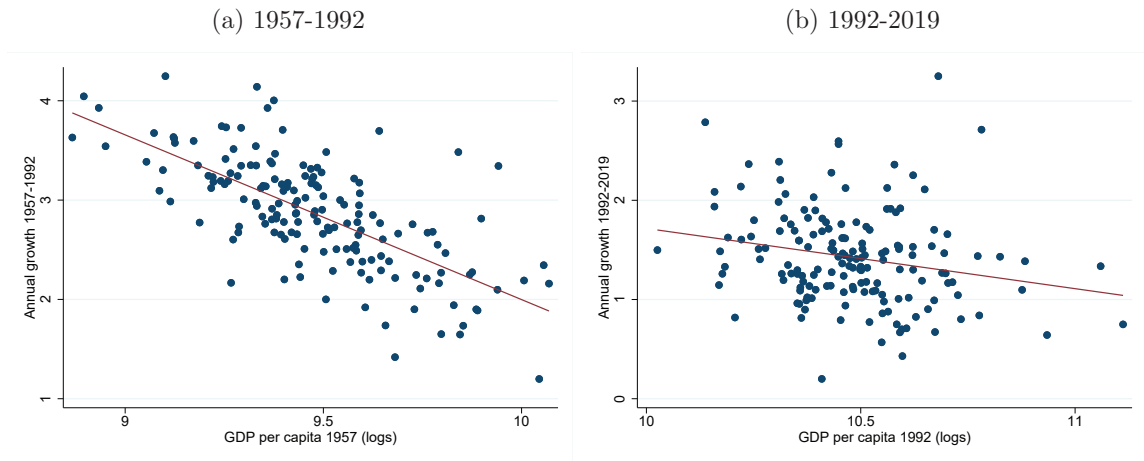 (a) 1957-1992
Annual growth 1957-1992
4
3
2
1
9
9.5
10
GDP per capita 1957 (logs)
(b) 1992-2019
Annual growth 1992-2019
3
2
1
0
10
10.5
11
GDP per capita 1992 (logs)